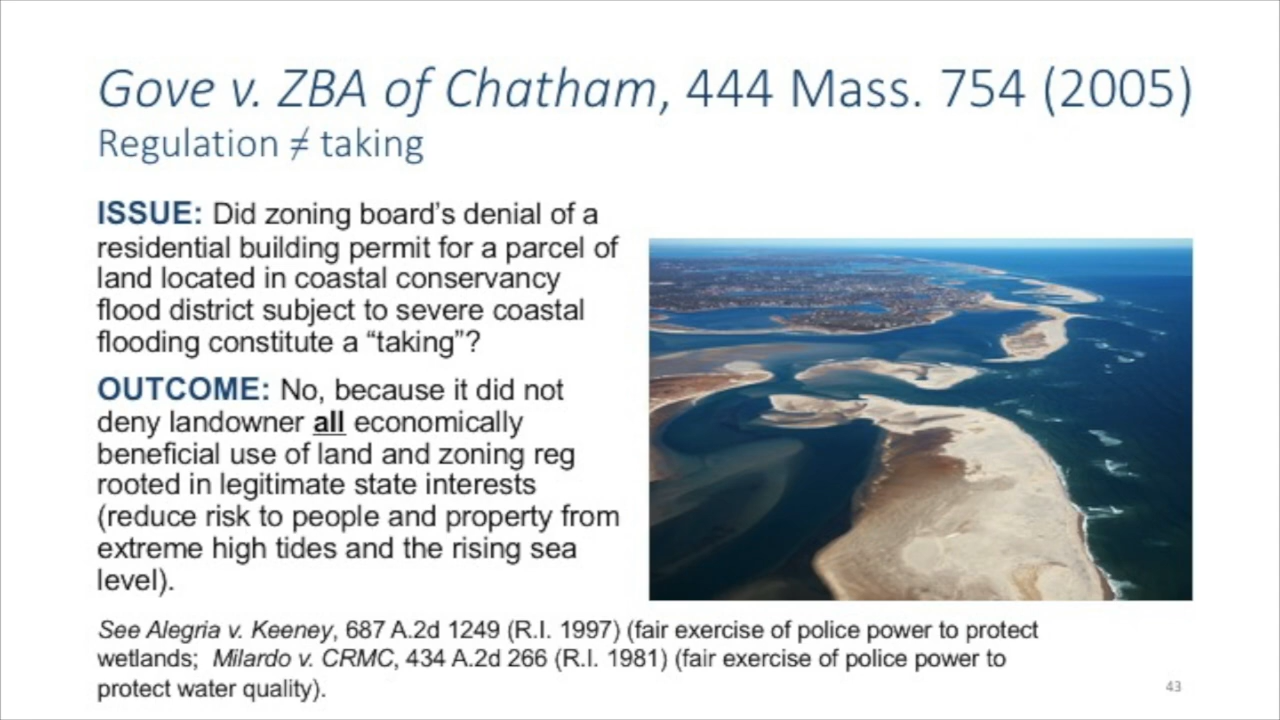 Gove v. ZBA of Chatham, 444 Mass. 754 (2005)
Regulation ≠ taking
ISSUE: Did zoning board’s denial of a
residential building permit for a parcel of
land located in coastal conservancy
flood district subject to severe coastal
flooding constitute a “taking”?
OUTCOME: No, because it did not
deny landowner all economically
beneficial use of land and zoning reg
rooted in legitimate state interests
(reduce risk to people and property from
extreme high tides and the rising sea
level).
See Alegria v. Keeney, 687 A.2d 1249 (R.I. 1997) (fair exercise of police power to protect
wetlands; Milardo v. CRMC, 434 A.2d 266 (R.I. 1981) (fair exercise of police power to
protect water quality).
43